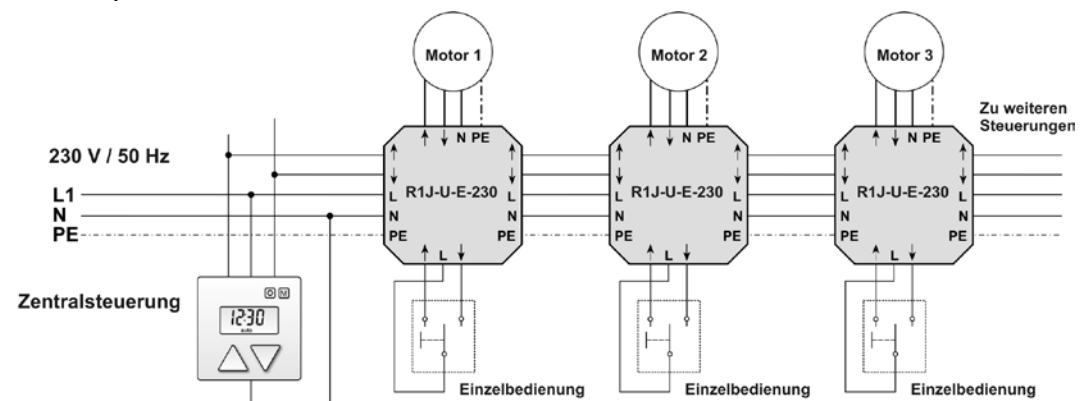 Motor 1
Motor 2
Motor 3
Zu weiteren
Steuerungen
N PE
N PE
N PE
230 V / 50 Hz
R1J-U-E-230
R1J-U-E-230
R1J-U-E-230
L1
L
L
L
L
L
L
N
N
N
N
N
N
N
PE
PE
PE
PE
PE
PE
PE
L
L
L
Zentralsteuerung
O M
12:30
auto
Einzelbedienung
Einzelbedienung
Einzelbedienung